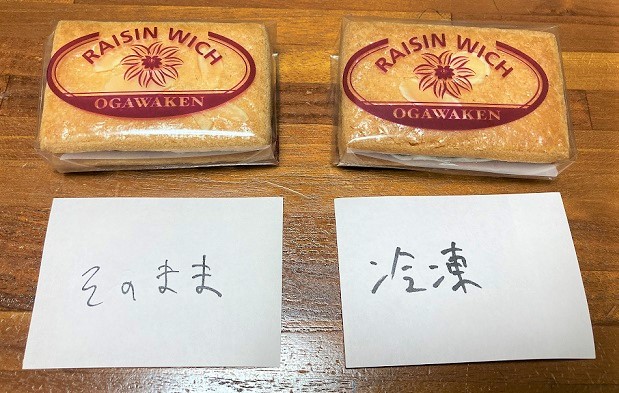 RAISIN WICH
OGAWAKEN
RAISIN WICH
OGAWAKEN
そのまま
冷凍